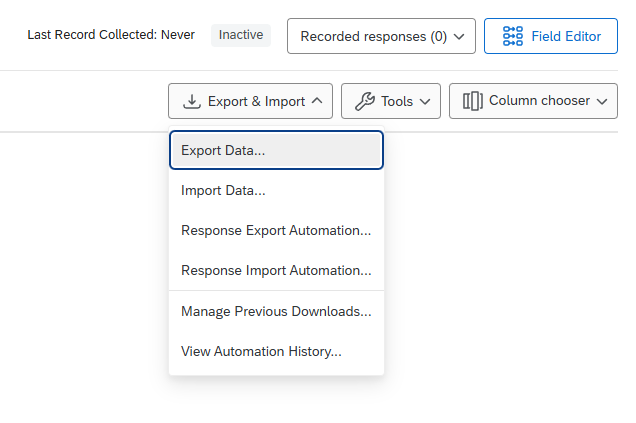 Last Record Collected: Never Inactive Recorded responses (0) Field Editor
Export & Import Tools Column chooser
Export Data...
Import Data...
Response Export Automation...
Response Import Automation...
Manage Previous Downloads...
View Automation History...